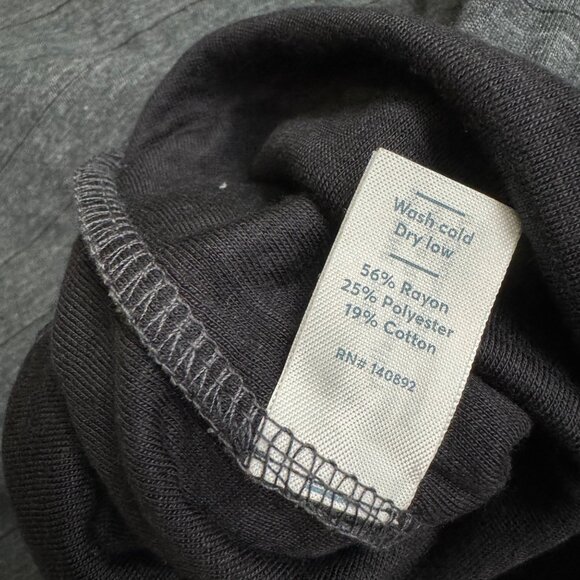 Wash cold
Dry low
56% Rayon
25% Polyester
19% Cotton
RN# 140892